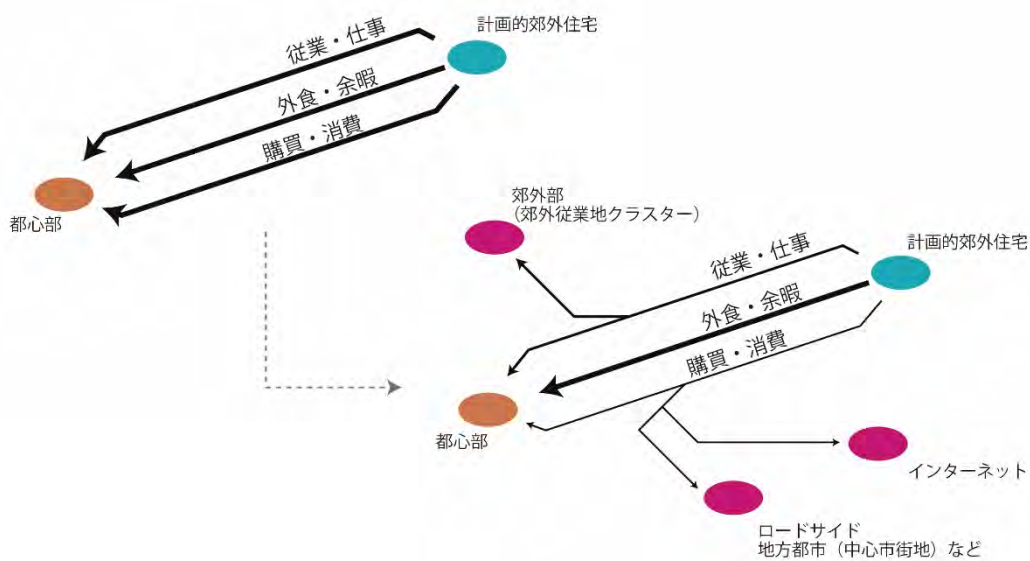 計画的郊外住宅
従業・仕事
外食・余暇
購買・消費
都心部
郊外部
（郊外従業地クラスター）
計画的郊外住宅
従業・仕事
外食・余暇
購買・消費
都心部
インターネット
ロードサイド
地方都市（中心市街地）など